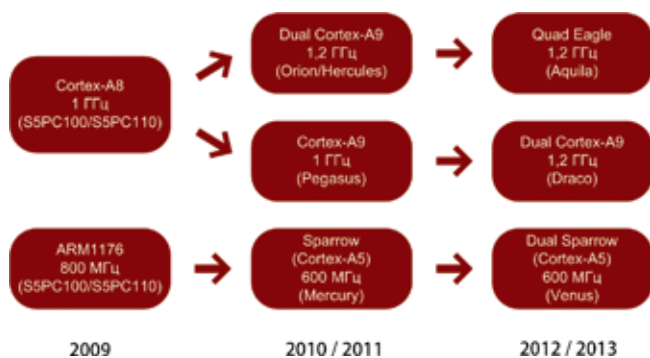 Dual Cortex-A9
1,2 ГГц
(Orion/Hercules)
Quad Eagle
1,2 ГГц
(Aquila)
Cortex-A8
1 ГГц
(S5PC100/S5PC110)
Cortex-A9
1 ГГц
(Pegasus)
Dual Cortex-A9
1,2 ГГц
(Draco)
ARM1176
800 МГц
(S5PC100/S5PC110)
Sparrow
(Cortex-A5)
600 МГц
(Mercury)
Dual Sparrow
(Cortex-A5)
600 МГц
(Venus)
2009
2010 / 2011
2012 / 2013